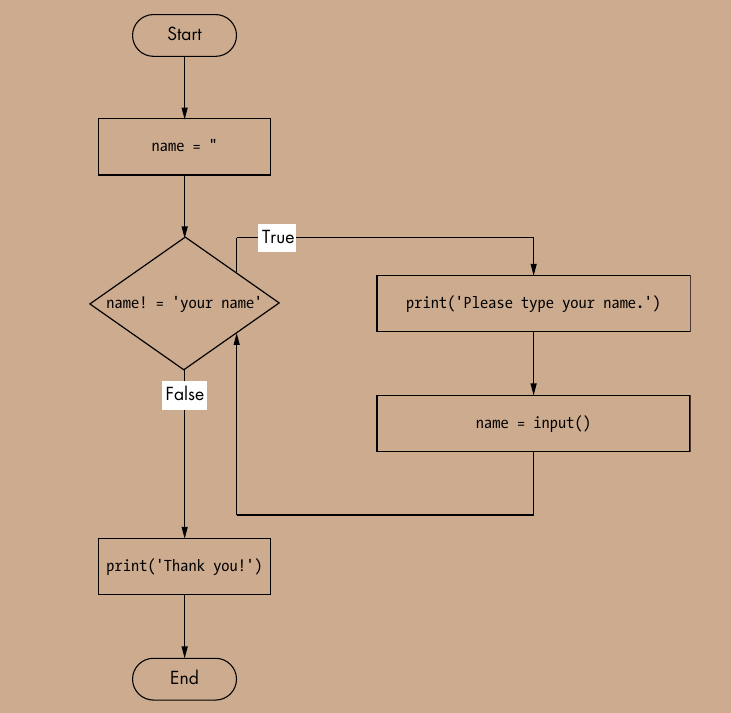 Start
name = "
True
name! = 'your name'
print('Please type your name.')
False
name = input()
print('Thank you!')
End